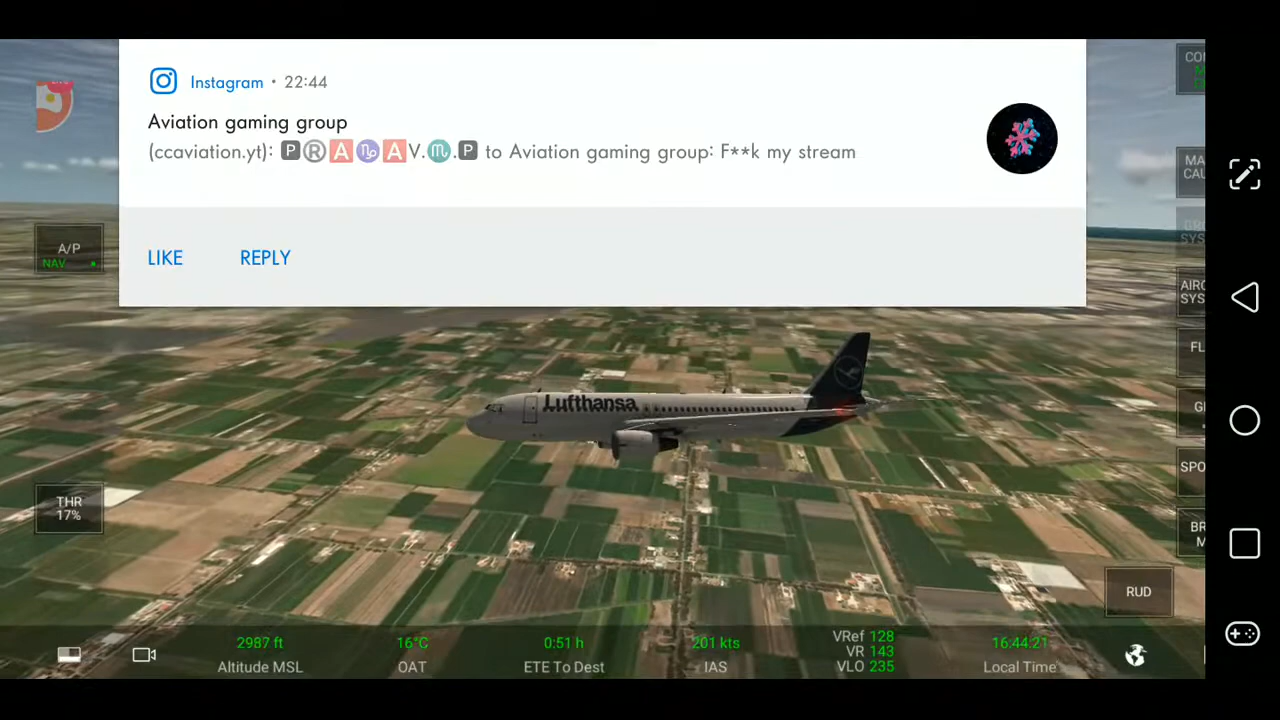 Instagram • 22:44
Aviation gaming group
(ccaviation.yt): 🅿®🅰♑🅰V.♏.🅿 to Aviation gaming group: F**k my stream
LIKE REPLY
A/P
NAV
Lufthansa
THR
17%
RUD
2987 ft
Altitude MSL
16°C
OAT
0:51 h
ETE To Dest
201 kts
IAS
VRef 128
VR 143
VLO 235
16:44:21
Local Time